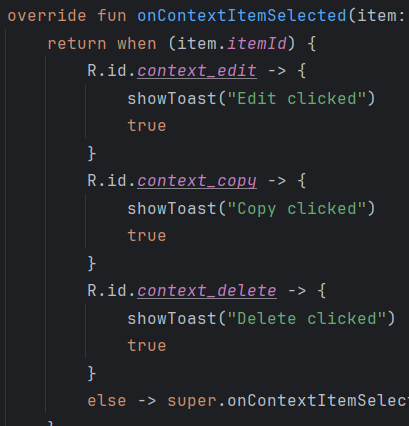 override fun onContextItemSelected(item:
    return when (item.itemId) {
        R.id.context_edit -> {
            showToast("Edit clicked")
            true
        }
        R.id.context_copy -> {
            showToast("Copy clicked")
            true
        }
        R.id.context_delete -> {
            showToast("Delete clicked")
            true
        }
        else -> super.onContextItemSelec